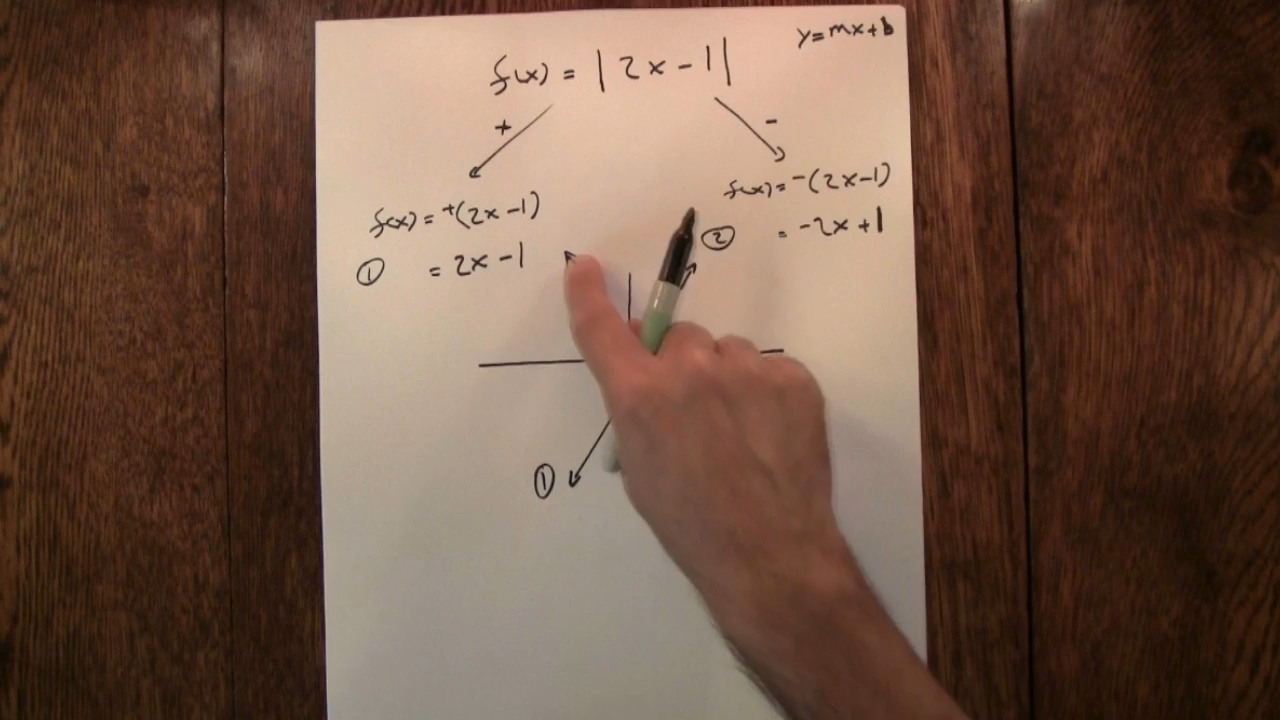 y=mx+b
f(x) = |2x-1|
+
-
f(x) = +(2x-1)
① = 2x-1
f(x) = -(2x-1)
② = -2x+1
①